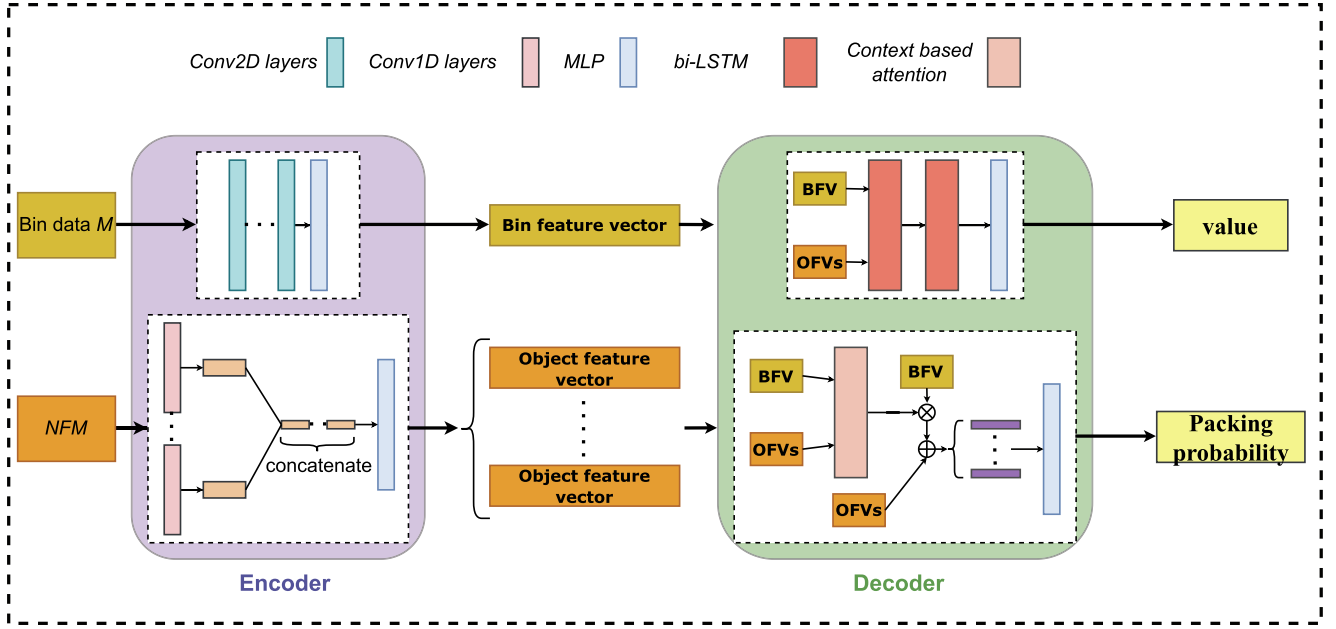 Conv2D layers
Conv1D layers
MLP
bi-LSTM
Context based
attention
Bin data M
Bin feature vector
BFV
OFVs
value
NFM
concatenate
Object feature
vector
Object feature
vector
BFV
OFVs
BFV
OFVs
Packing
probability
Encoder
Decoder